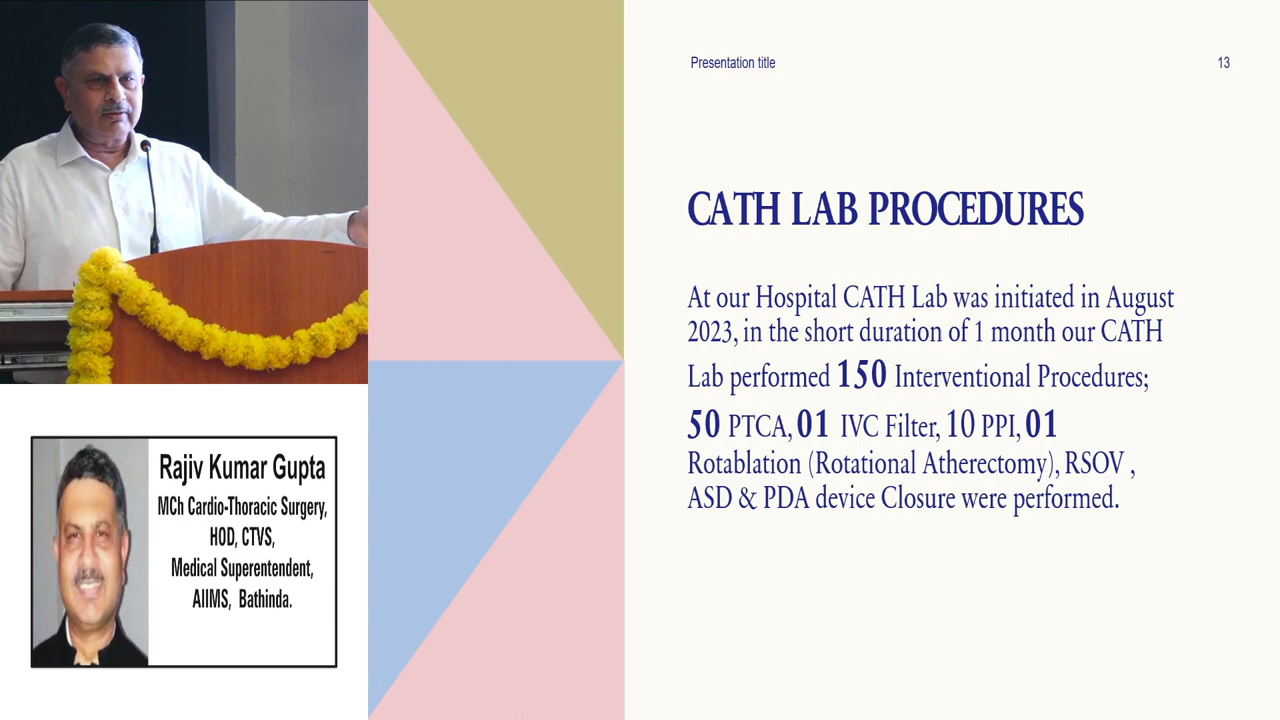 Presentation title
13
CATH LAB PROCEDURES
At our Hospital CATH Lab was initiated in August
2023, in the short duration of 1 month our CATH
Lab performed 150 Interventional Procedures;
50 PTCA, 01 IVC Filter, 10 PPI, 01
Rotablation (Rotational Atherectomy), RSOV ,
ASD & PDA device Closure were performed.
Rajiv Kumar Gupta
MCh Cardio-Thoracic Surgery,
HOD, CTVS,
Medical Superentendent,
AIIMS, Bathinda.